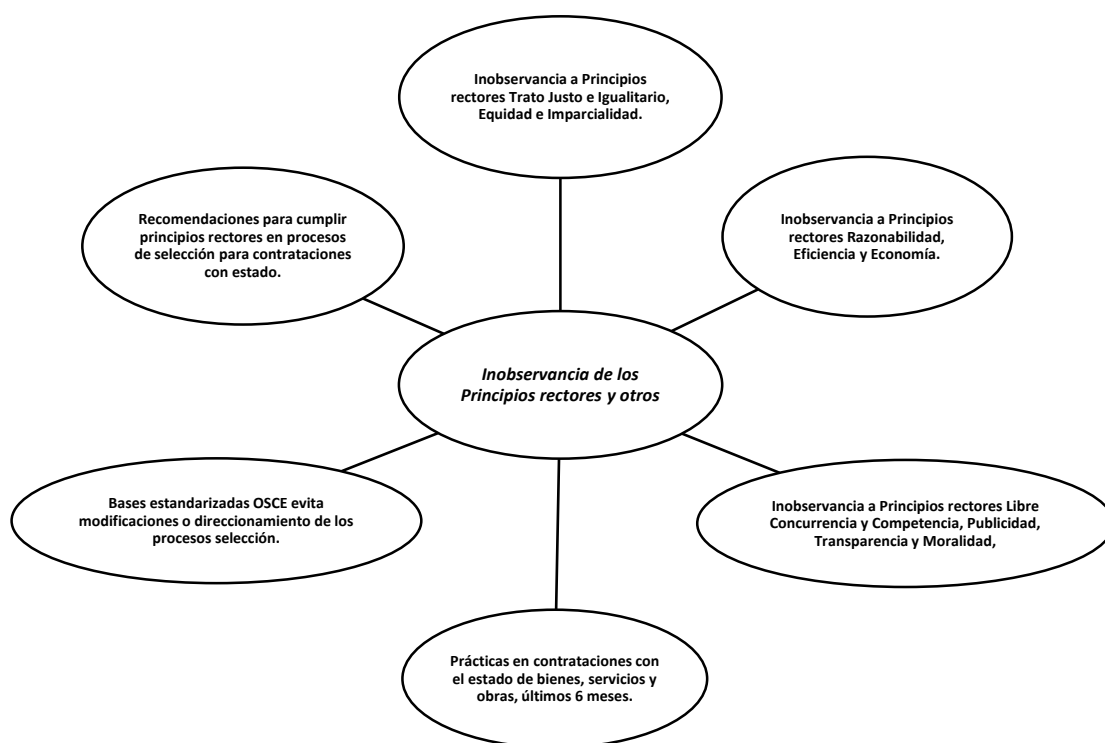 Inobservancia a Principios
rectores Trato Justo e Igualitario,
Equidad e Imparcialidad.
Recomendaciones para cumplir
principios rectores en procesos
de selección para contrataciones
con estado.
Inobservancia a Principios
rectores Razonabilidad,
Eficiencia y Economía.
Inobservancia de los
Principios rectores y otros
Bases estandarizadas OSCE evita
modificaciones o direccionamiento de los
procesos selección.
Inobservancia a Principios rectores Libre
Concurrencia y Competencia, Publicidad,
Transparencia y Moralidad,
Prácticas en contrataciones con
el estado de bienes, servicios y
obras, últimos 6 meses.